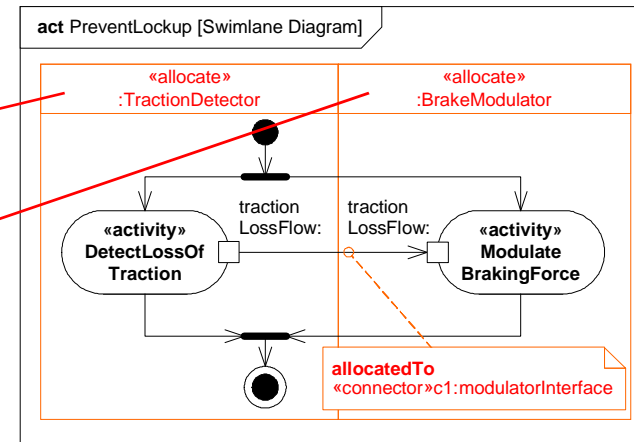 act PreventLockup [Swimlane Diagram]
«allocate»
:TractionDetector
«allocate»
:BrakeModulator
traction
LossFlow:
traction
LossFlow:
«activity»
DetectLossOf
Traction
«activity»
Modulate
BrakingForce
allocatedTo
«connector»c1:modulatorInterface